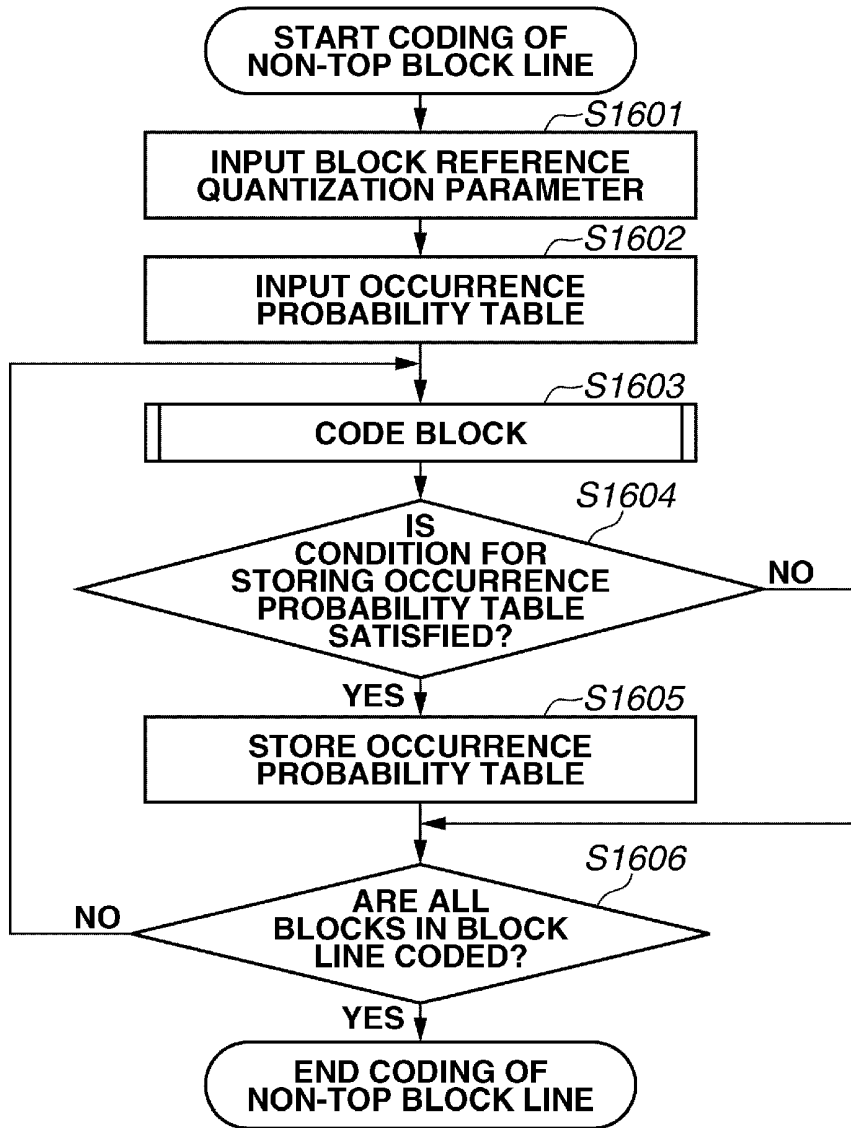 START CODING OF
NON-TOP BLOCK LINE
S1601
INPUT BLOCK REFERENCE
QUANTIZATION PARAMETER
S1602
INPUT OCCURRENCE
PROBABILITY TABLE
S1603
CODE BLOCK
S1604
IS
CONDITION FOR
STORING OCCURRENCE
PROBABILITY TABLE
SATISFIED?
NO
YES
S1605
STORE OCCURRENCE
PROBABILITY TABLE
S1606
ARE ALL
BLOCKS IN BLOCK
LINE CODED?
NO
YES
END CODING OF
NON-TOP BLOCK LINE